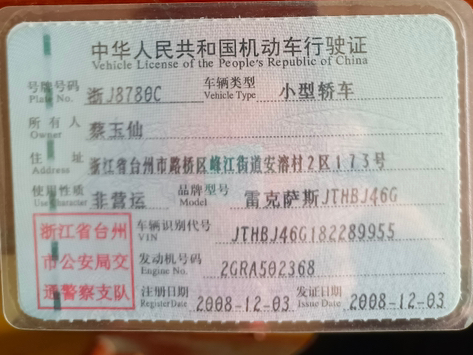 中华人民共和国机动车行驶证
Vehicle License of the People's Republic of China
号牌号码 浙J8780C 车辆类型 小型轿车
Plate No. Vehicle Type
所有人 蔡玉仙
Owner
住址 浙江省台州市路桥区峰江街道安溶村2区173号
Address
使用性质 非营运 品牌型号 雷克萨斯JTHBJ46G
Use Character Model
浙江省台州
市公安局交
通警察支队
车辆识别代号 JTHBJ46G182289955
VIN
发动机号码 2GRA502368
Engine No.
注册日期 2008-12-03 发证日期 2008-12-03
Register Date Issue Date